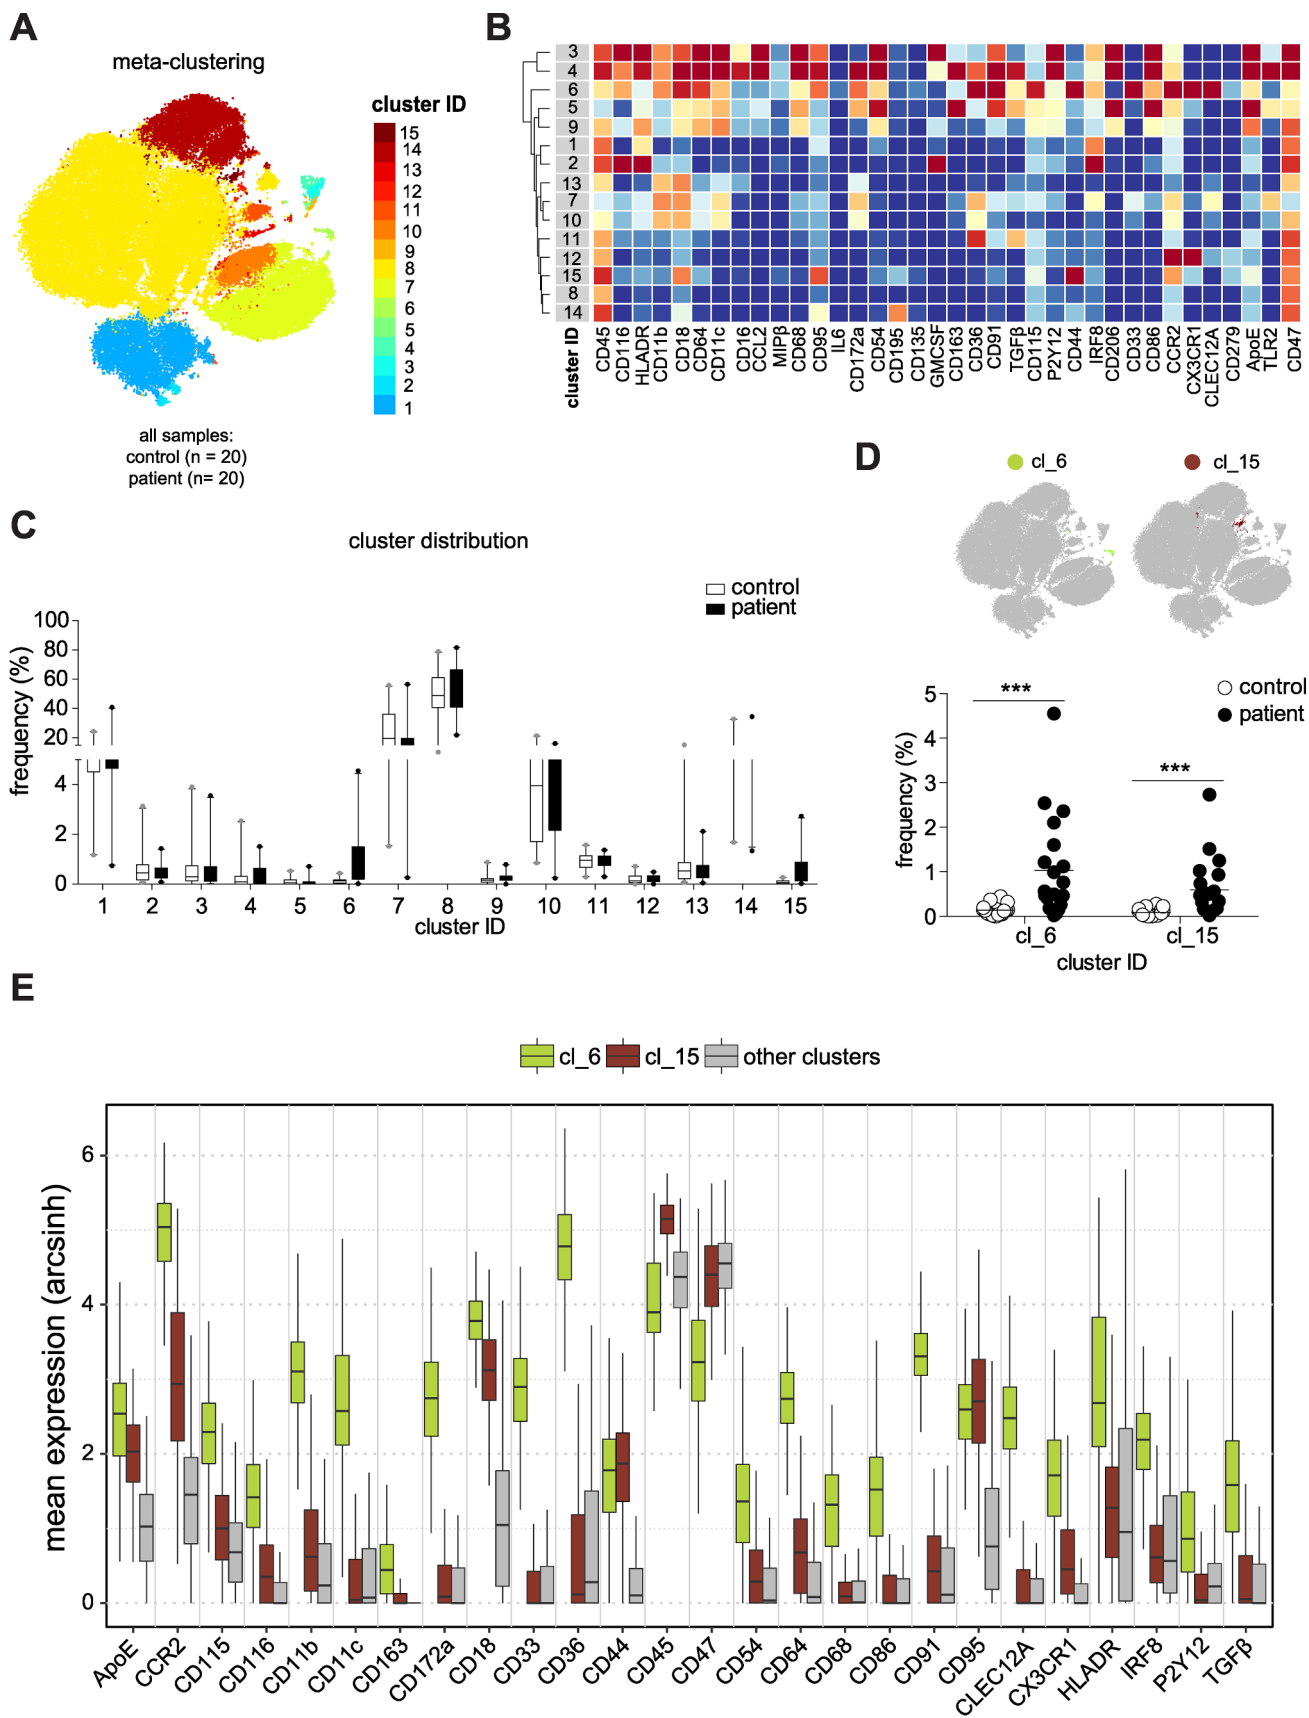 A
meta-clustering
cluster ID
15
14
13
12
11
10
9
8
7
6
5
4
3
2
1
all samples:
control (n = 20)
patient (n= 20)
B
3
4
6
5
9
1
2
13
7
10
11
12
15
8
14
cluster ID
CD45
CD116
HLADR
CD11b
CD18
CD64
CD11c
CD16
CCL2
MIPβ
CD68
CD95
IL6
CD172a
CD54
CD195
CD135
GMCSF
CD163
CD36
CD91
TGFβ
CD115
P2Y12
CD44
IRF8
CD206
CD33
CD86
CCR2
CX3CR1
CLEC12A
CD279
ApoE
TLR2
CD47
C
cluster distribution
control
patient
frequency (%)
100
80
60
40
20
4
2
0
1 2 3 4 5 6 7 8 9 10 11 12 13 14 15
cluster ID
D
cl_6 cl_15
control
patient
frequency (%)
5
4
3
2
1
0
*** ***
cl_6 cl_15
cluster ID
E
cl_6 cl_15 other clusters
mean expression (arcsinh)
6
4
2
0
ApoE
CCR2
CD115
CD116
CD11b
CD11c
CD163
CD172a
CD18
CD33
CD36
CD44
CD45
CD47
CD54
CD64
CD68
CD86
CD91
CD95
CLEC12A
CX3CR1
HLADR
IRF8
P2Y12
TGFβ